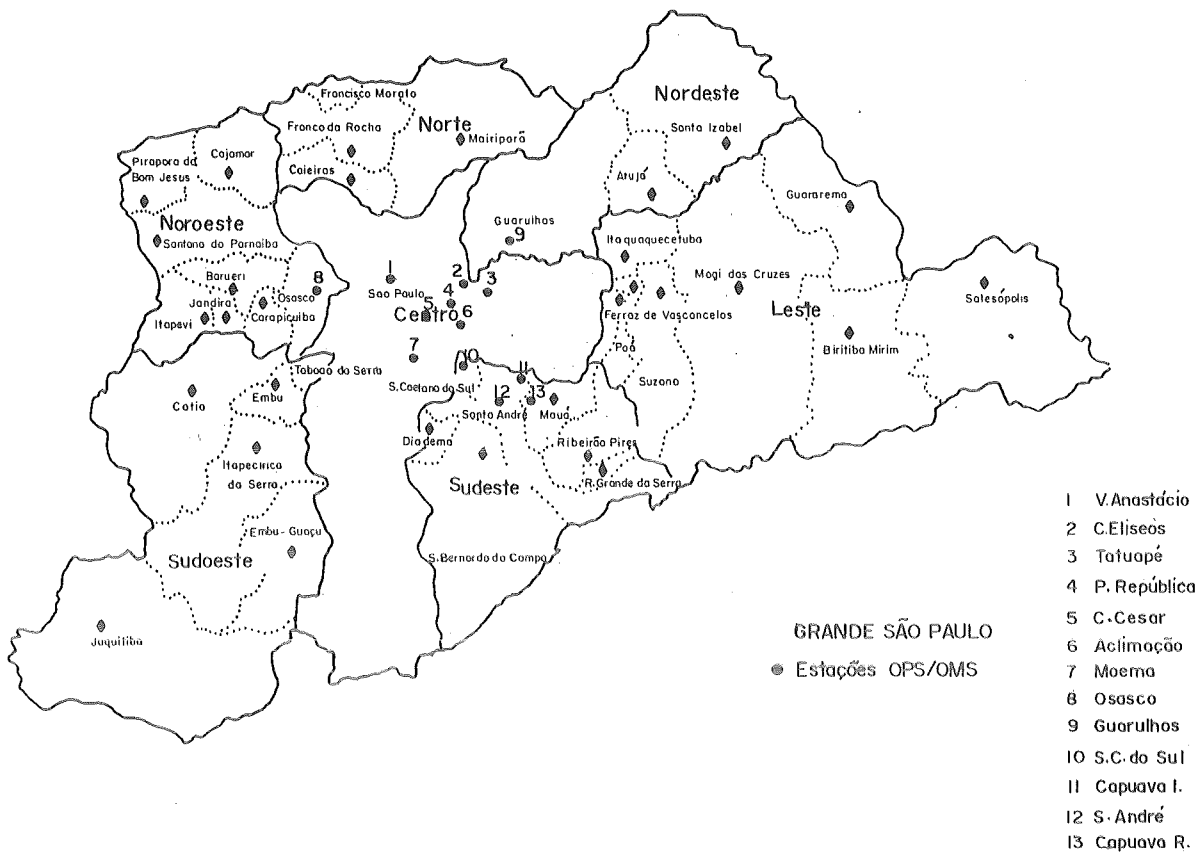 Francisco Morato
Nordeste
Franco da Rocha
Norte
Mairiporã
Santa Izabel
Cajamar
Pirapora do
Bom Jesus
Caieiras
Arujá
Guararema
Noroeste
Guarulhos
9
Santana do Parnaíba
Itaquaquecetuba
Barueri
8
1
2
3
Mogi das Cruzes
Salesópolis
Jandira
Osasco
São Paulo
4
Itapevi
Carapicuiba
Centro
5
6
Ferraz de Vasconcelos
Leste
Poá
Biritiba Mirim
7
10
Taboão da Serra
11
Suzano
Cotia
Embu
S.Caetano do Sul
12
13
Santo André
Mauá
Diadema
Ribeirão Pires
Itapecirica
da Serra
Sudeste
R.Grande da Serra
Embu-Guaçu
Sudoeste
S.Bernardo do Campo
Juquitiba
GRANDE SÃO PAULO
Estações OPS/OMS
1 V.Anastácio
2 C.Eliseós
3 Tatuapé
4 P. República
5 C.Cesar
6 Aclimação
7 Moema
8 Osasco
9 Guarulhos
10 S.C.do Sul
11 Capuava I.
12 S.André
13 Capuava R.